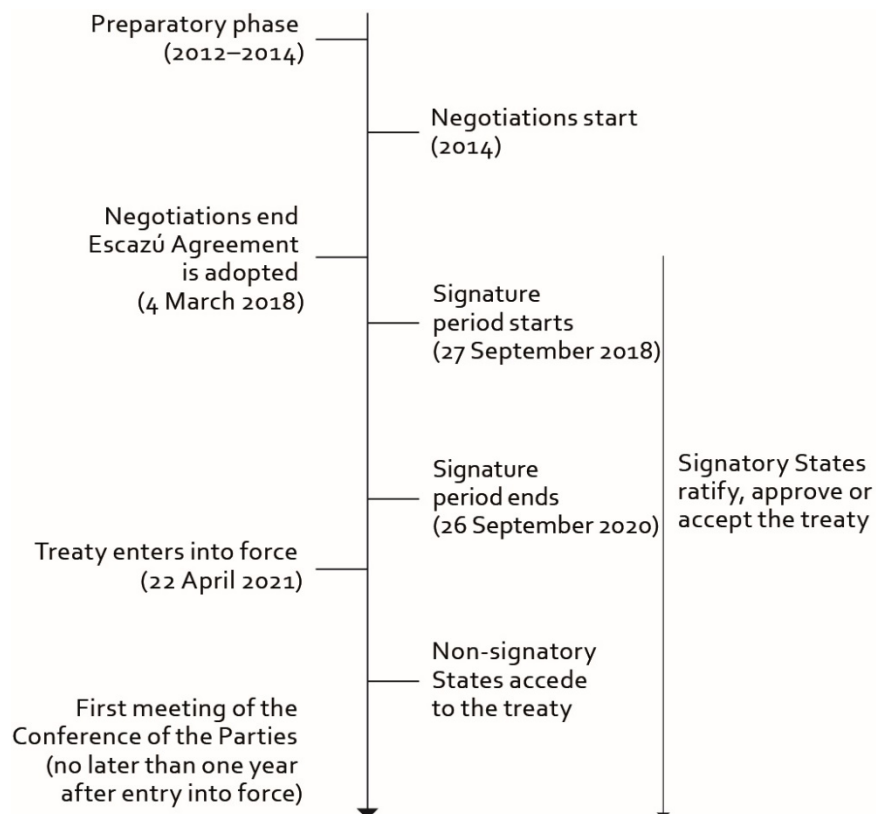 Preparatory phase
(2012–2014)
Negotiations start
(2014)
Negotiations end
Escazú Agreement
is adopted
(4 March 2018)
Signature
period starts
(27 September 2018)
Signature
period ends
(26 September 2020)
Signatory States
ratify, approve or
accept the treaty
Treaty enters into force
(22 April 2021)
Non-signatory
States accede
to the treaty
First meeting of the
Conference of the Parties
(no later than one year
after entry into force)